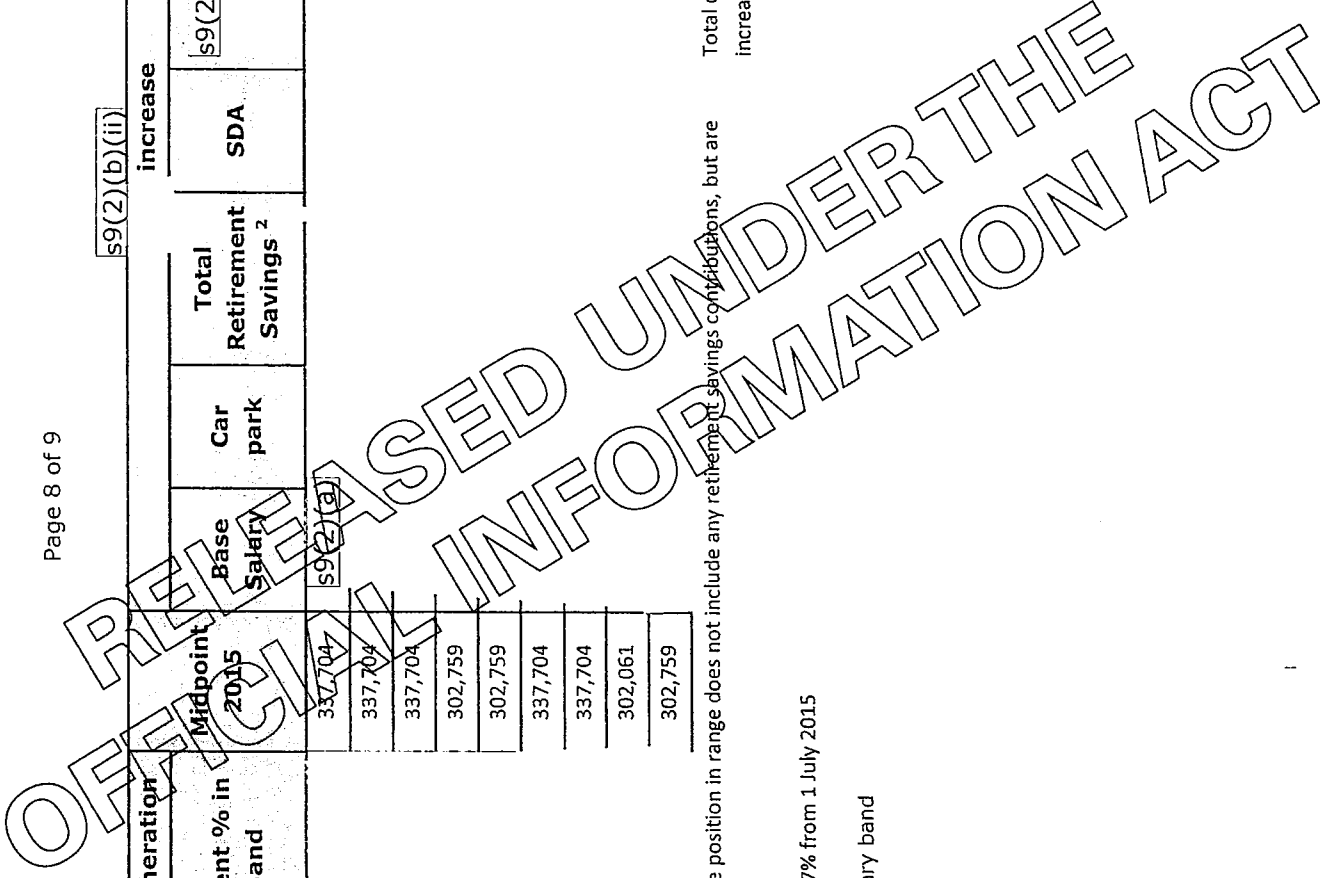 Page 8 of 9
s9(2)(b)(ii)
increase
Midpoint
2015
Base
Salary
Car
park
Total
Retirement
Savings ²
SDA
s9(2
neration
ent % in
and
s9(2)(a)
337,704
337,704
337,704
302,759
302,759
337,704
337,704
302,061
302,759
e position in range does not include any retirement savings contributions, but are
Total
increa
7% from 1 July 2015
ry band
RELEASED UNDER THE
OFFICIAL INFORMATION ACT